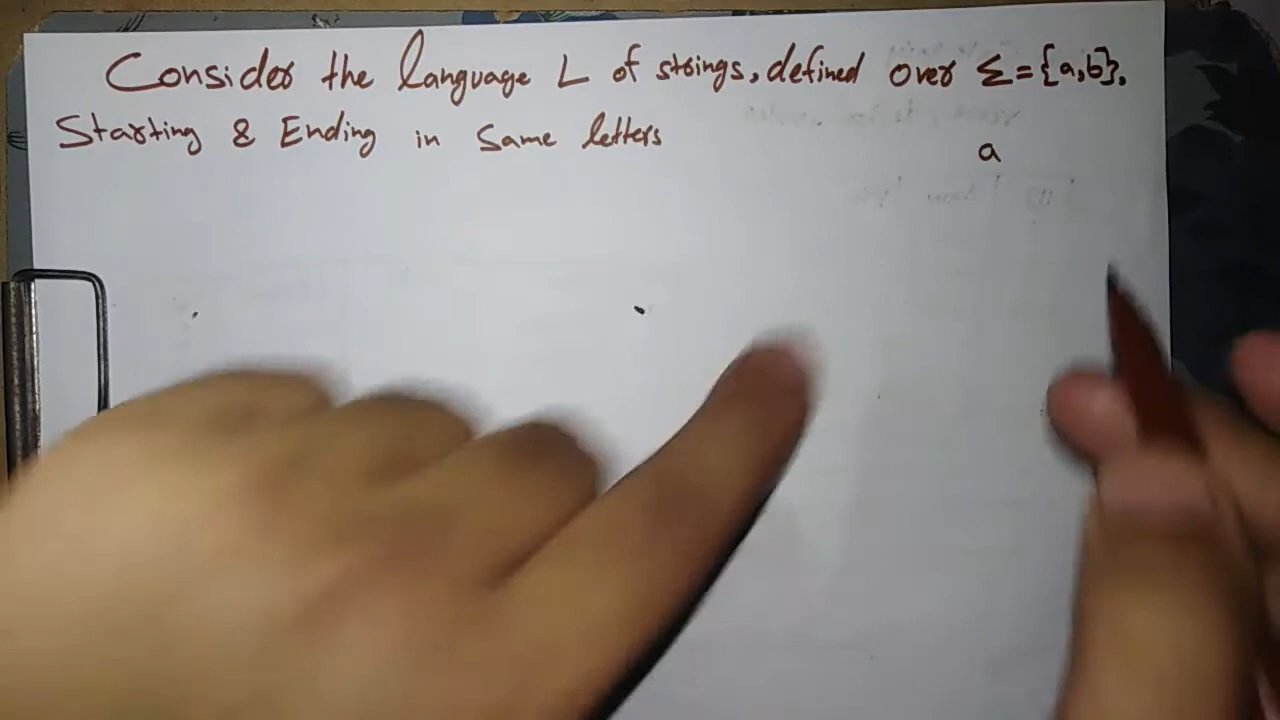 Consider the language L of strings, defined over Σ={a,b},
Starting & Ending in Same letters
a